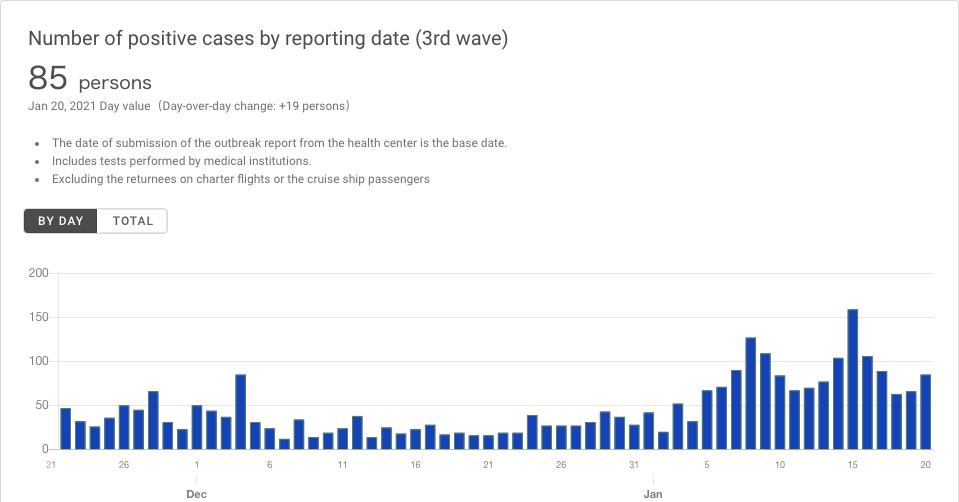 Number of positive cases by reporting date (3rd wave)
85 persons
Jan 20, 2021 Day value（Day-over-day change: +19 persons）
• The date of submission of the outbreak report from the health center is the base date.
• Includes tests performed by medical institutions.
• Excluding the returnees on charter flights or the cruise ship passengers
BY DAY TOTAL
200
150
100
50
0
21 26 1 6 11 16 21 26 31 5 10 15 20
Dec Jan